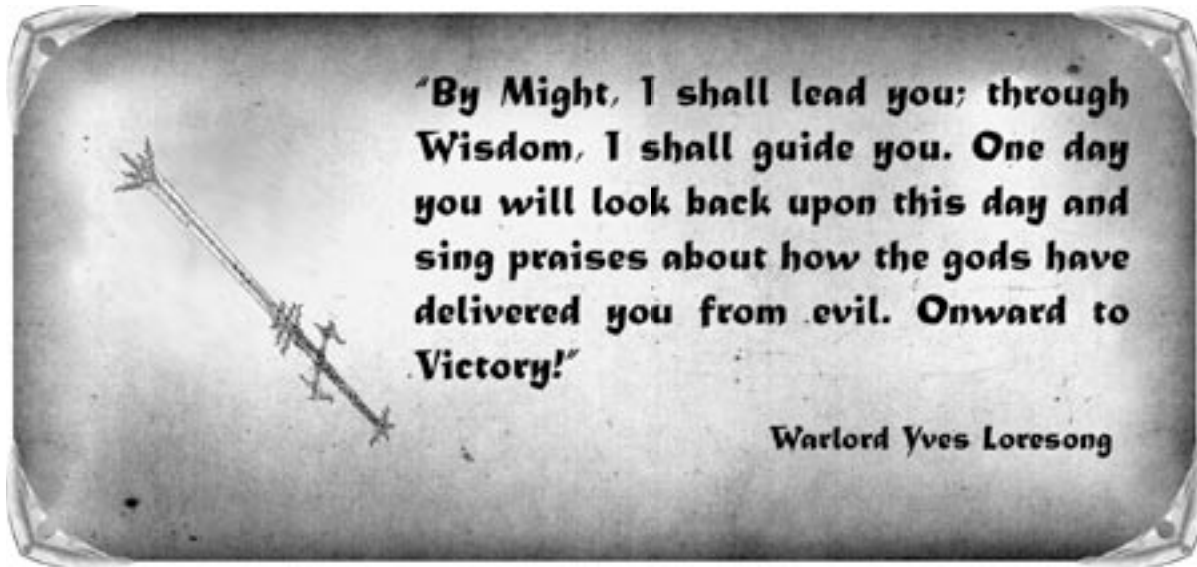 "By Might, I shall lead you; through
Wisdom, I shall guide you. One day
you will look back upon this day and
sing praises about how the gods have
delivered you from evil. Onward to
Victory!"
Warlord Yves Loresong